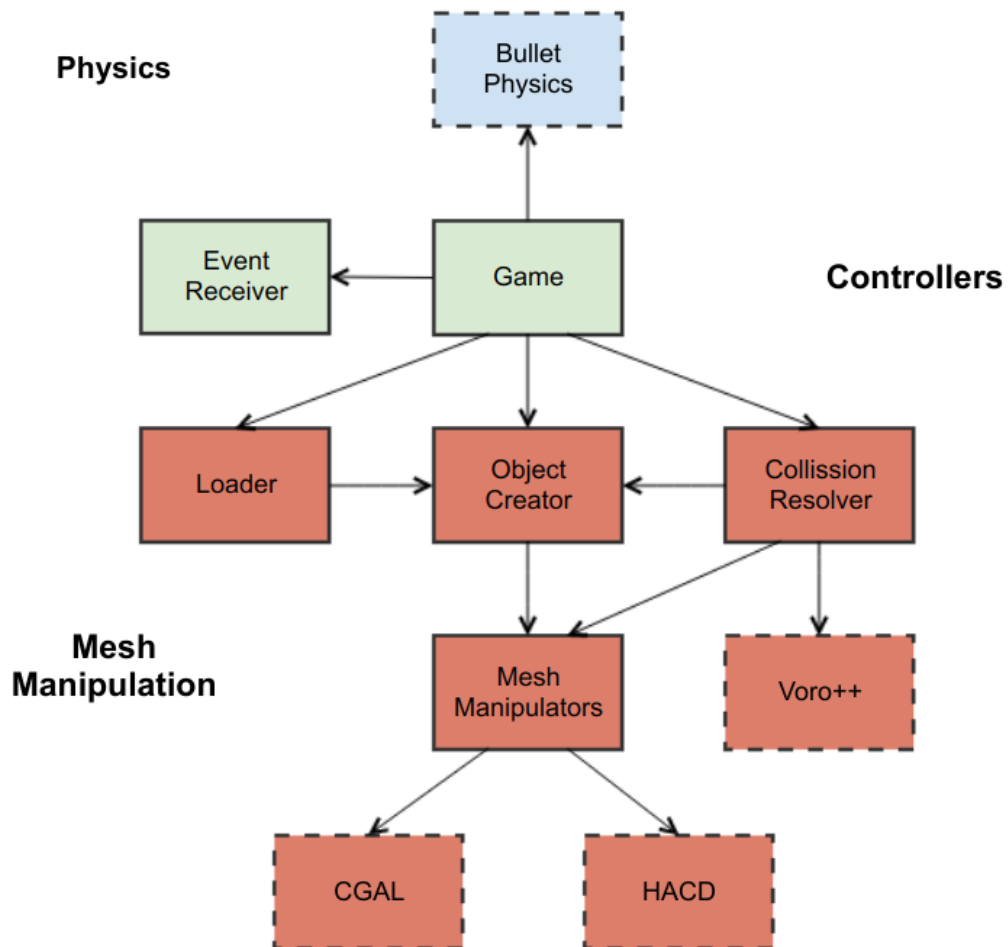 Physics
Bullet
Physics
Event
Receiver
Game
Controllers
Loader
Object
Creator
Collission
Resolver
Mesh
Manipulation
Mesh
Manipulators
Voro++
CGAL
HACD